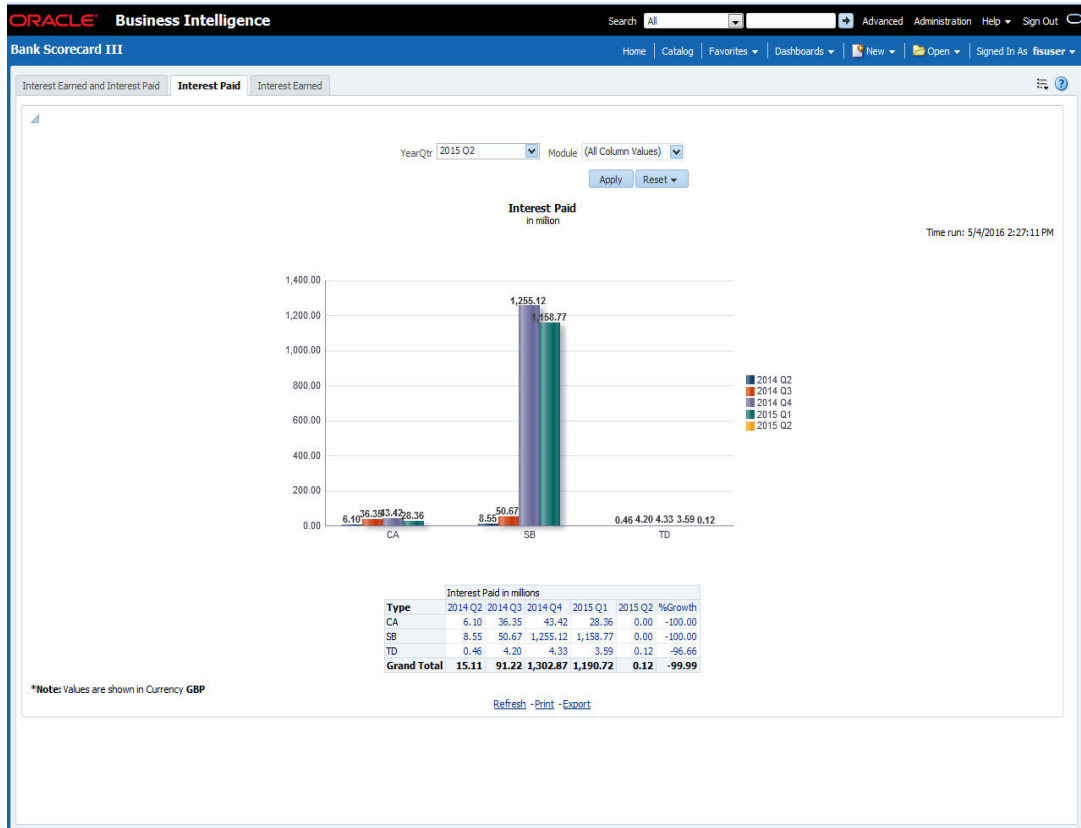 ORACLE Business Intelligence Search All Advanced Administration Help Sign Out
Bank Scorecard III Home Catalog Favorites Dashboards New Open Signed In As fisuser
Interest Earned and Interest Paid Interest Paid Interest Earned
YearQtr 2015 Q2 Module (All Column Values)
Apply Reset
Interest Paid
in million
Time run: 5/4/2016 2:27:11 PM
1,400.00
1,200.00
1,000.00
800.00
600.00
400.00
200.00
0.00
1,255.12
1,158.77
6.10 36.35 43.42 28.36
8.55 50.67
0.46 4.20 4.33 3.59 0.12
CA SB TD
2014 Q2
2014 Q3
2014 Q4
2015 Q1
2015 Q2
Interest Paid in millions
Type 2014 Q2 2014 Q3 2014 Q4 2015 Q1 2015 Q2 %Growth
CA 6.10 36.35 43.42 28.36 0.00 -100.00
SB 8.55 50.67 1,255.12 1,158.77 0.00 -100.00
TD 0.46 4.20 4.33 3.59 0.12 -96.66
Grand Total 15.11 91.22 1,302.87 1,190.72 0.12 -99.99
*Note: Values are shown in Currency GBP
Refresh - Print - Export